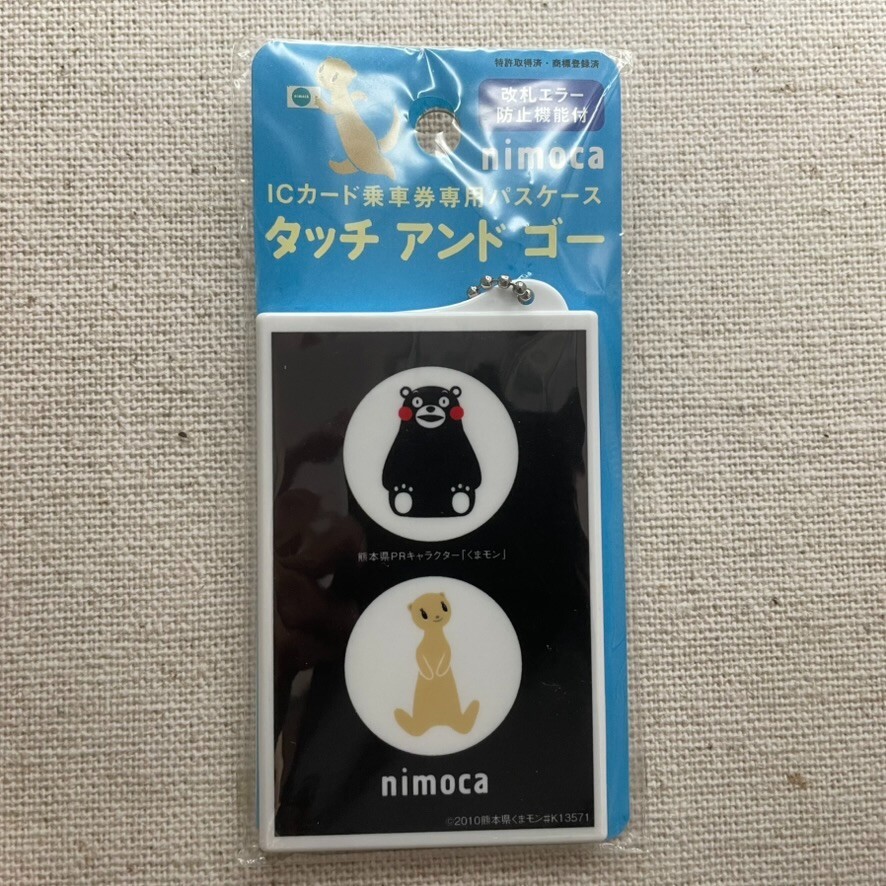 特許取得済・商標登録済
改札エラー
防止機能付
nimoca
ICカード乗車券専用パスケース
タッチ アンド ゴー
熊本県PRキャラクター「くまモン」
nimoca
©2010熊本県くまモン#K13571